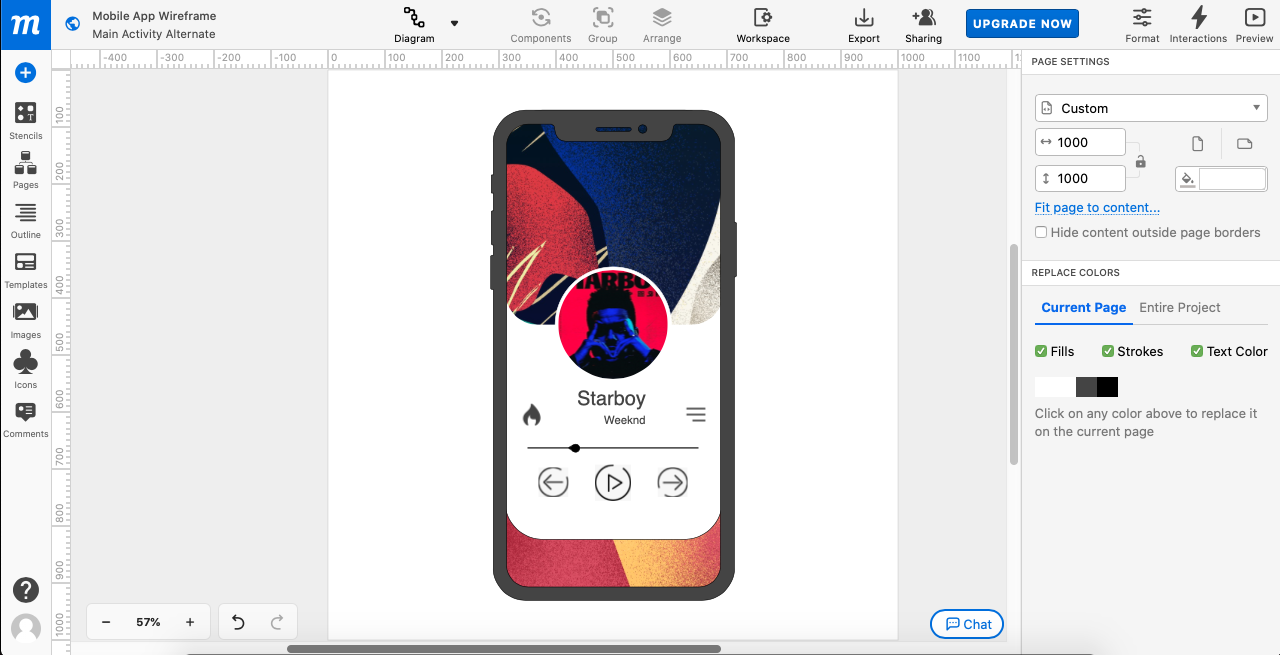 m
Mobile App Wireframe
Main Activity Alternate
Diagram
Components
Group
Arrange
Workspace
Export
Sharing
UPGRADE NOW
Format
Interactions
Preview
-400 -300 -200 -100 0 100 200 300 400 500 600 700 800 900 1000 1100
100
200
300
400
500
600
700
800
900
1000
Stencils
Pages
Outline
Templates
Images
Icons
Comments
?
Starboy
Weeknd
- 57% +
Chat
PAGE SETTINGS
Custom
1000
1000
Fit page to content...
Hide content outside page borders
REPLACE COLORS
Current Page Entire Project
Fills Strokes Text Color
Click on any color above to replace it
on the current page